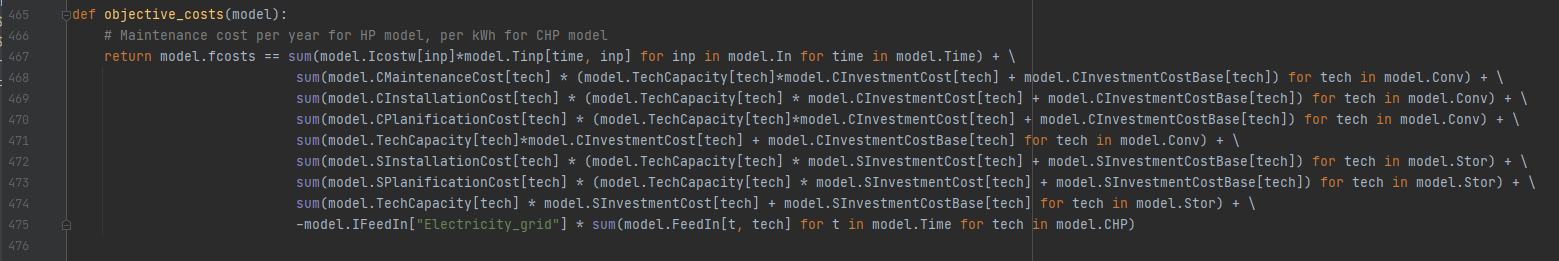 465 def objective_costs(model):
466     # Maintenance cost per year for HP model, per kWh for CHP model
467     return model.fcosts == sum(model.Icostw[inp]*model.Tinp[time, inp] for inp in model.In for time in model.Time) + \
468                            sum(model.CMaintenanceCost[tech] * (model.TechCapacity[tech]*model.CInvestmentCost[tech] + model.CInvestmentCostBase[tech]) for tech in model.Conv) + \
469                            sum(model.CInstallationCost[tech] * (model.TechCapacity[tech] * model.CInvestmentCost[tech] + model.CInvestmentCostBase[tech]) for tech in model.Conv) + \
470                            sum(model.CPlanificationCost[tech] * (model.TechCapacity[tech]*model.CInvestmentCost[tech] + model.CInvestmentCostBase[tech]) for tech in model.Conv) + \
471                            sum(model.TechCapacity[tech]*model.CInvestmentCost[tech] + model.CInvestmentCostBase[tech] for tech in model.Conv) + \
472                            sum(model.SInstallationCost[tech] * (model.TechCapacity[tech] * model.SInvestmentCost[tech] + model.SInvestmentCostBase[tech]) for tech in model.Stor) + \
473                            sum(model.SPlanificationCost[tech] * (model.TechCapacity[tech] * model.SInvestmentCost[tech] + model.SInvestmentCostBase[tech]) for tech in model.Stor) + \
474                            sum(model.TechCapacity[tech] * model.SInvestmentCost[tech] + model.SInvestmentCostBase[tech] for tech in model.Stor) + \
475                            -model.IFeedIn["Electricity_grid"] * sum(model.FeedIn[t, tech] for t in model.Time for tech in model.CHP)
476